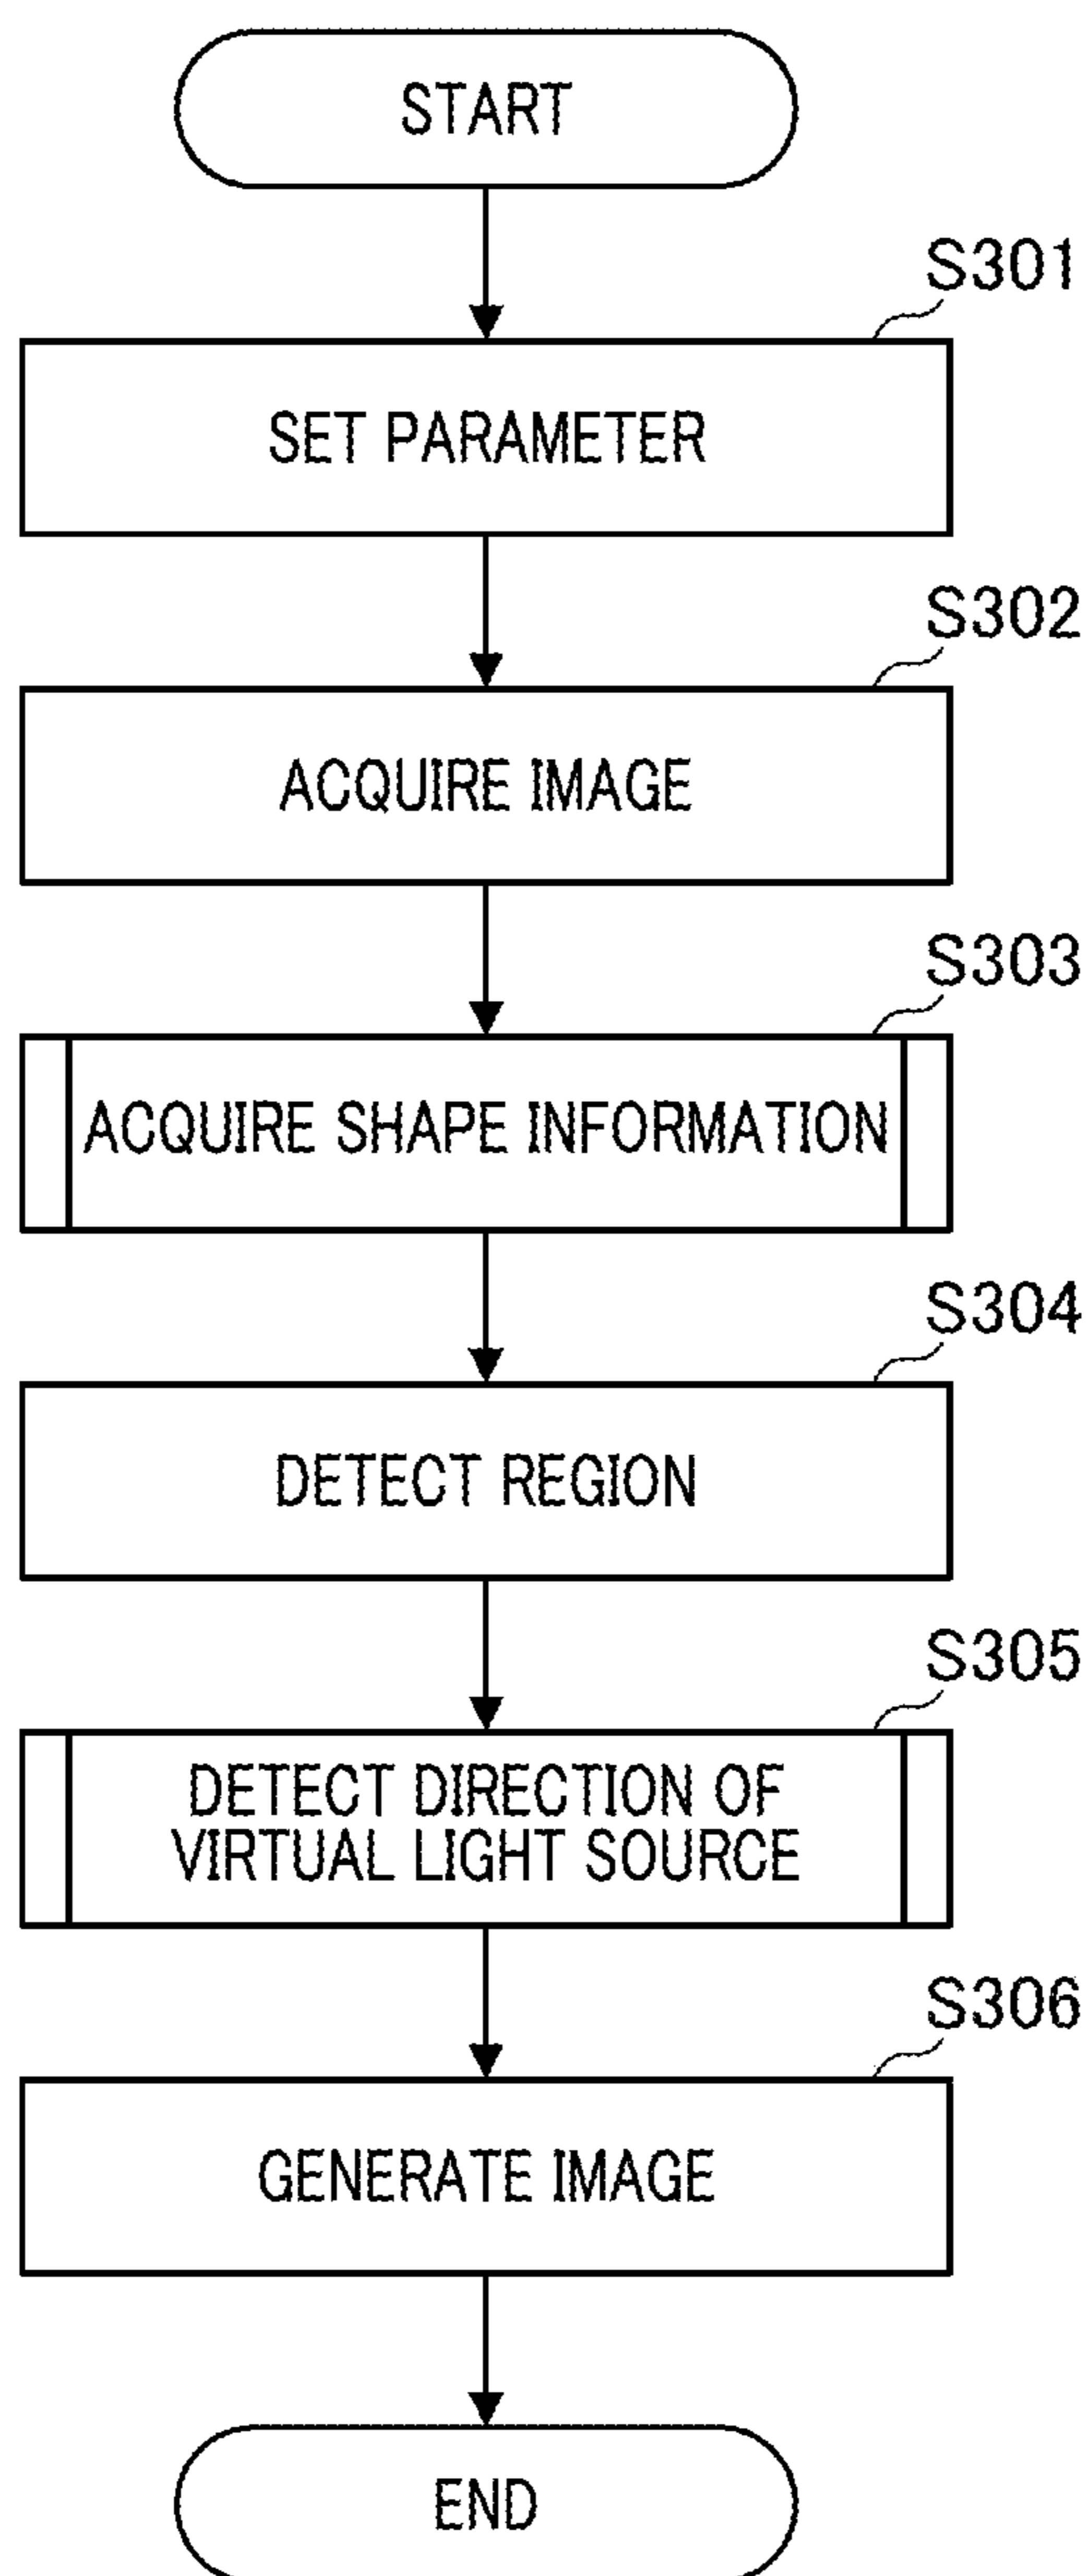 START
S301
SET PARAMETER
S302
ACQUIRE IMAGE
S303
ACQUIRE SHAPE INFORMATION
S304
DETECT REGION
S305
DETECT DIRECTION OF
VIRTUAL LIGHT SOURCE
S306
GENERATE IMAGE
END